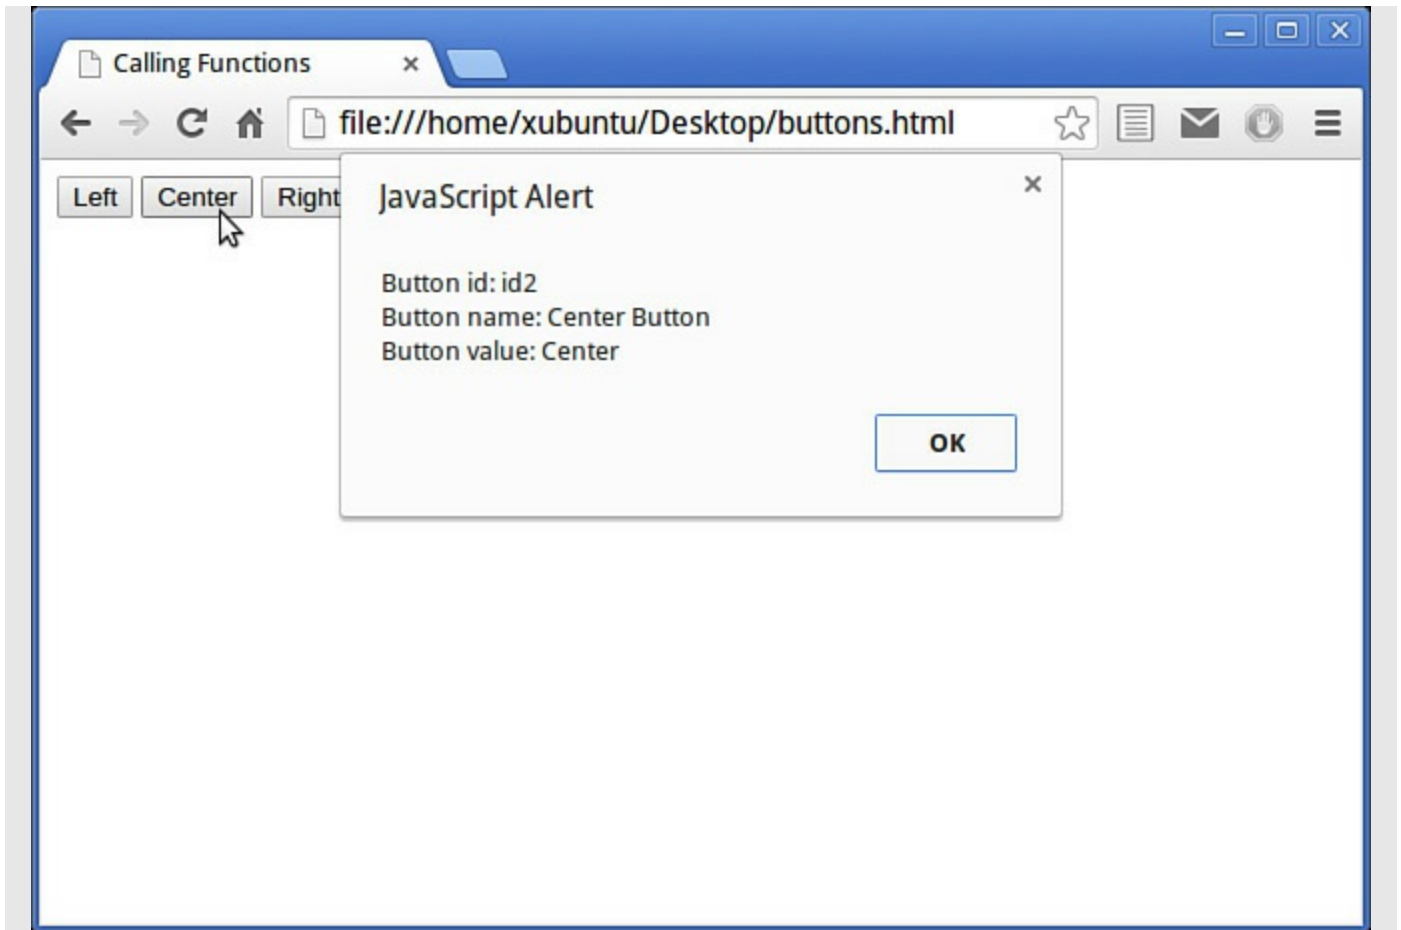 Calling Functions
file:///home/xubuntu/Desktop/buttons.html
Left Center Right
JavaScript Alert
Button id: id2
Button name: Center Button
Button value: Center
OK